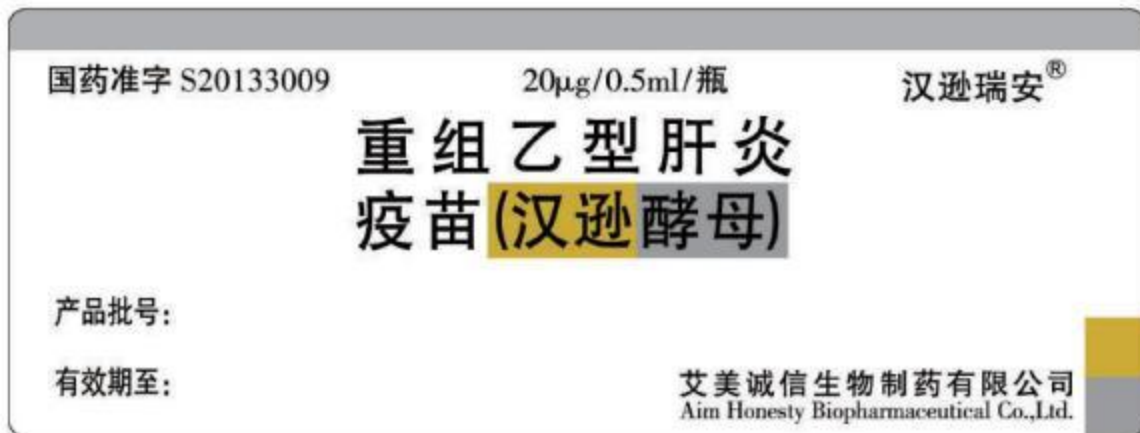 国药准字 S20133009
20μg/0.5ml/瓶
汉逊瑞安®
重组乙型肝炎
疫苗(汉逊酵母)
产品批号：
有效期至：
艾美诚信生物制药有限公司
Aim Honesty Biopharmaceutical Co.,Ltd.